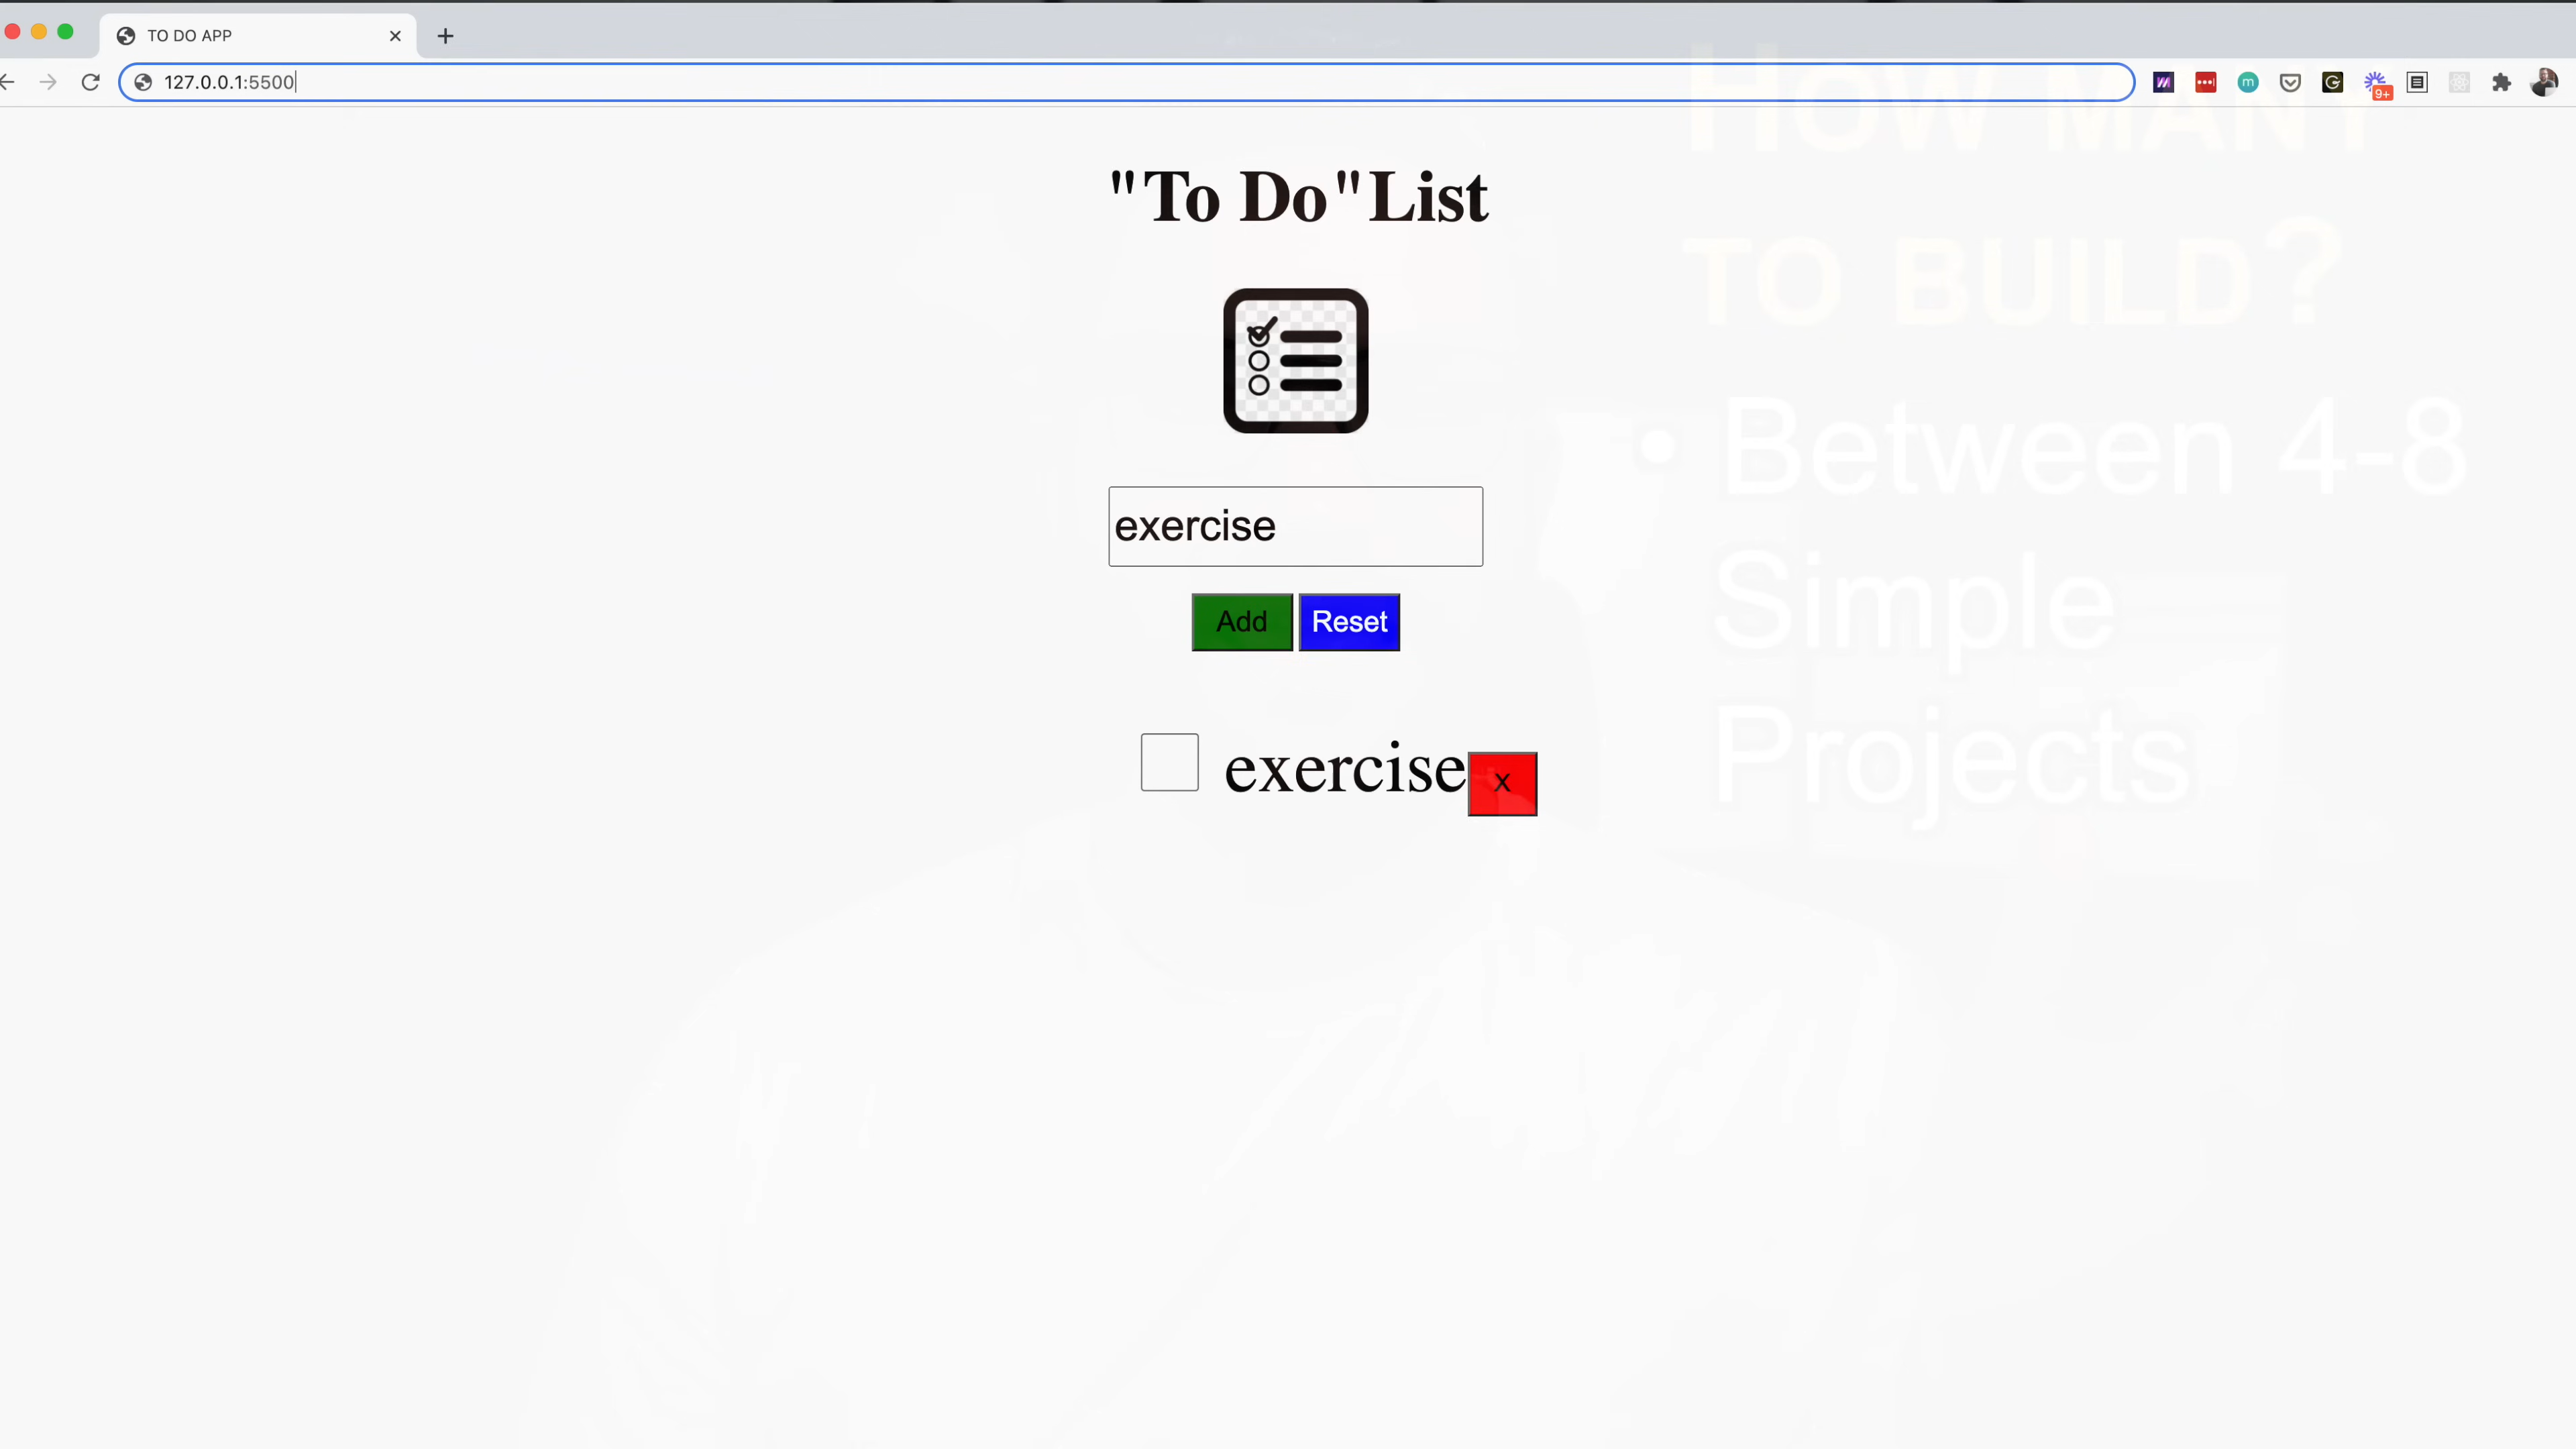 TO DO APP
127.0.0.1:5500
9+
HOW MANY
TO BUILD?
"To Do"List
• Between 4-8
Simple
Projects
exercise
Add
Reset
exercise
x